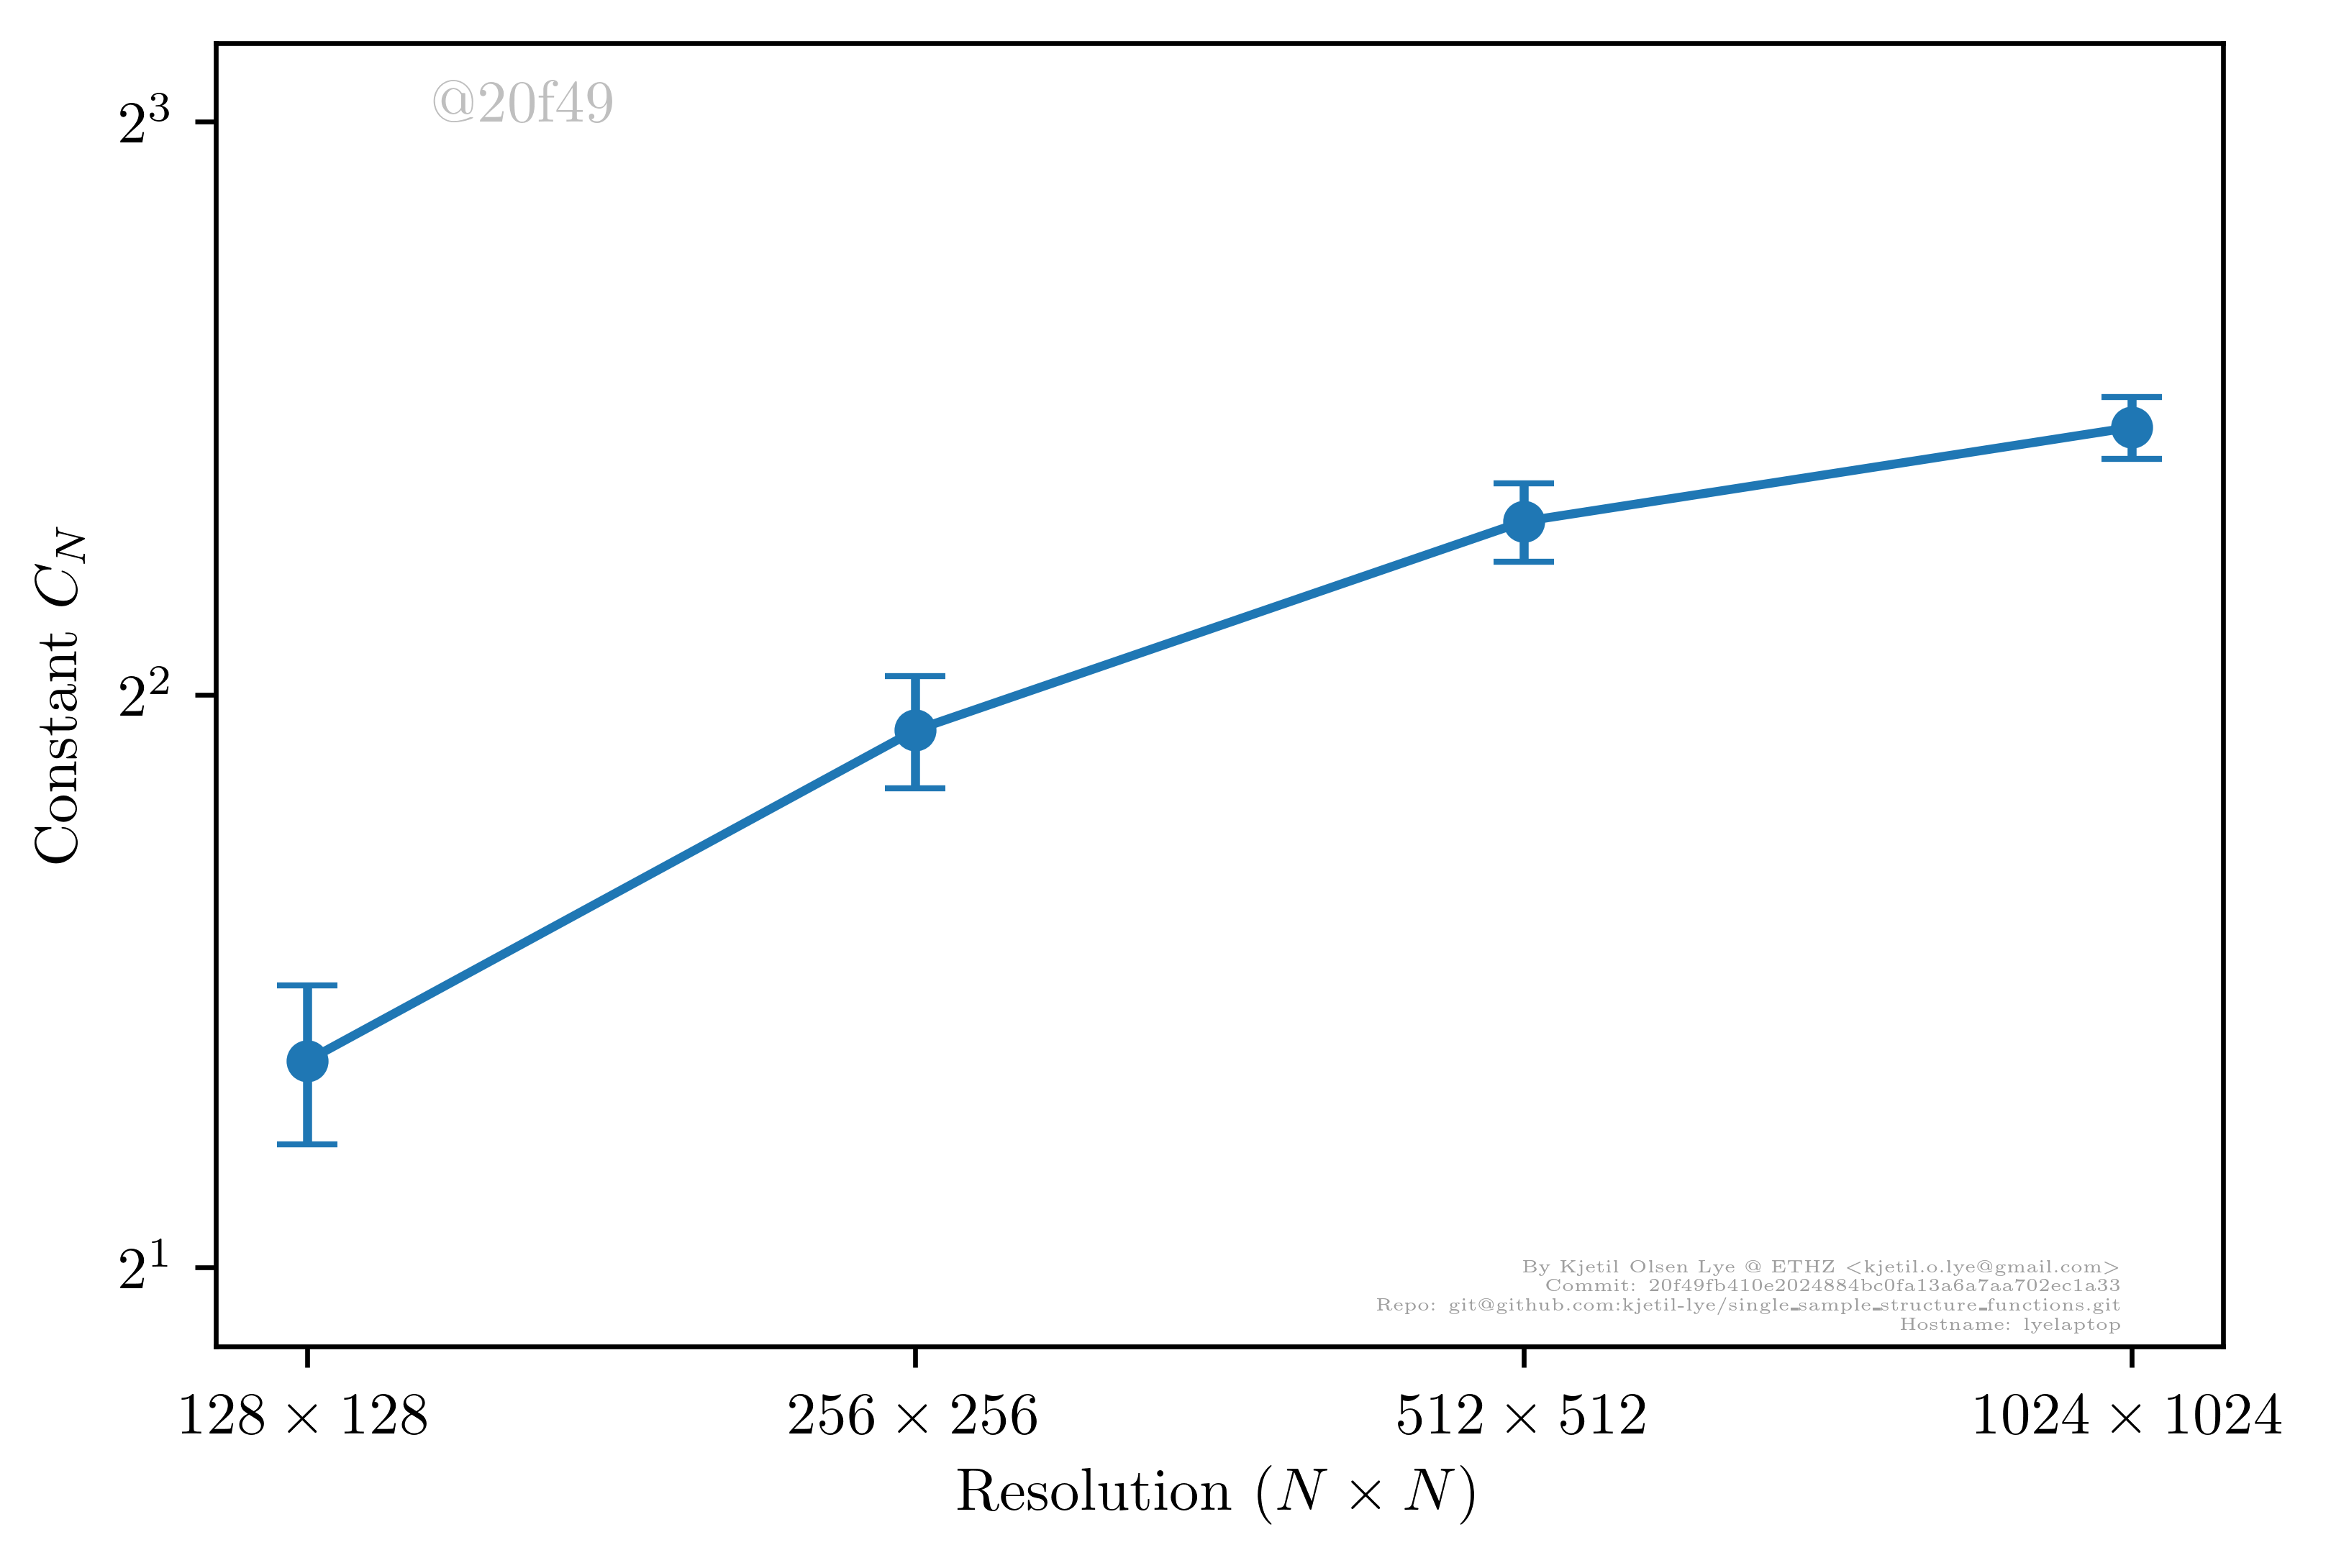 @20f49
2^3
2^2
2^1
Constant C_N
By Kjetil Olsen Lye @ ETHZ <kjetil.o.lye@gmail.com>
Commit: 20f49fb410e2024884bc0fa13a6a7aa702ec1a33
Repo: git@github.com:kjetil-lye/single_sample_structure_functions.git
Hostname: lyelaptop
128 × 128 256 × 256 512 × 512 1024 × 1024
Resolution (N × N)